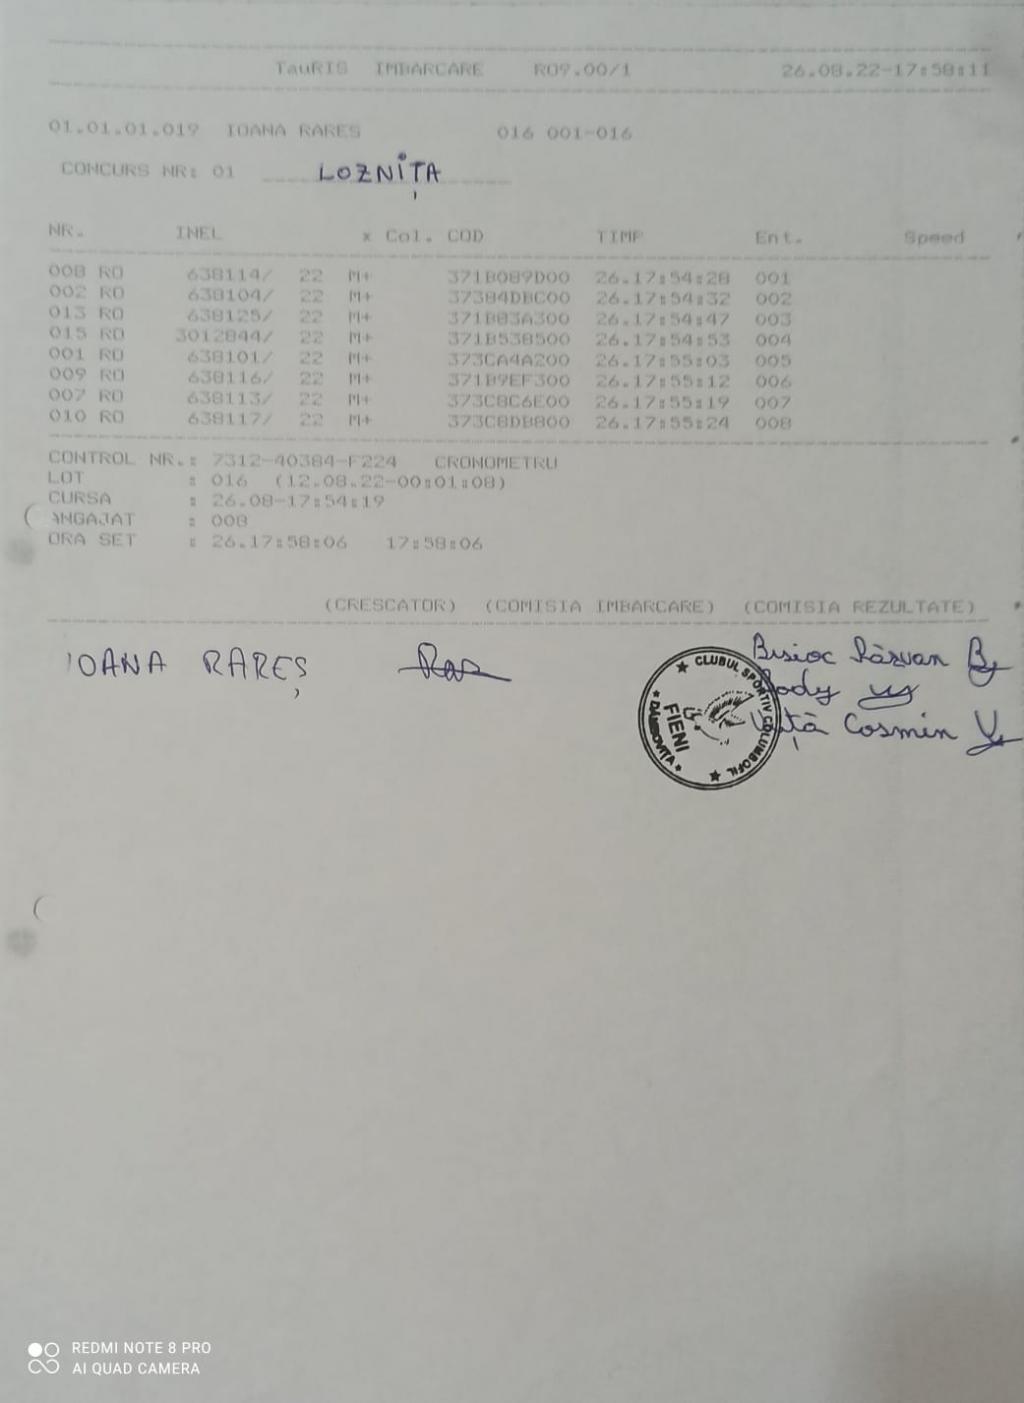 TauRIS IMBARCARE RO9.00/1 26.08.22-17:58:11
01.01.01.019 IOANA RARES 016 001-016
CONCURS NR: 01 LOZNIȚA
NR. INEL x Col. COD TIMP Ent. Speed
008 RO 638114/ 22 M+ 371B089D00 26.17:54:28 001
002 RO 638104/ 22 M+ 37384DBC00 26.17:54:32 002
013 RO 638125/ 22 M+ 371B83A300 26.17:54:47 003
015 RO 3012844/ 22 M+ 371B538500 26.17:54:53 004
001 RO 638101/ 22 M+ 373CA4A200 26.17:55:03 005
009 RO 638116/ 22 M+ 371B9EF300 26.17:55:12 006
007 RO 638113/ 22 M+ 373C8C6E00 26.17:55:19 007
010 RO 638117/ 22 M+ 373C8DB800 26.17:55:24 008
CONTROL NR.: 7312-40384-F224 CRONOMETRU
LOT : 016 (12.08.22-00:01:08)
CURSA : 26.08-17:54:19
ANGAJAT : 008
ORA SET : 26.17:58:06 17:58:06
(CRESCATOR) (COMISIA IMBARCARE) (COMISIA REZULTATE)
IOANA RAREȘ
Bisioc Răzvan
Cosmin
CLUBUL SPORTIV COLUMBOFIL
FIENI
DÂMBOVIȚA
REDMI NOTE 8 PRO
AI QUAD CAMERA